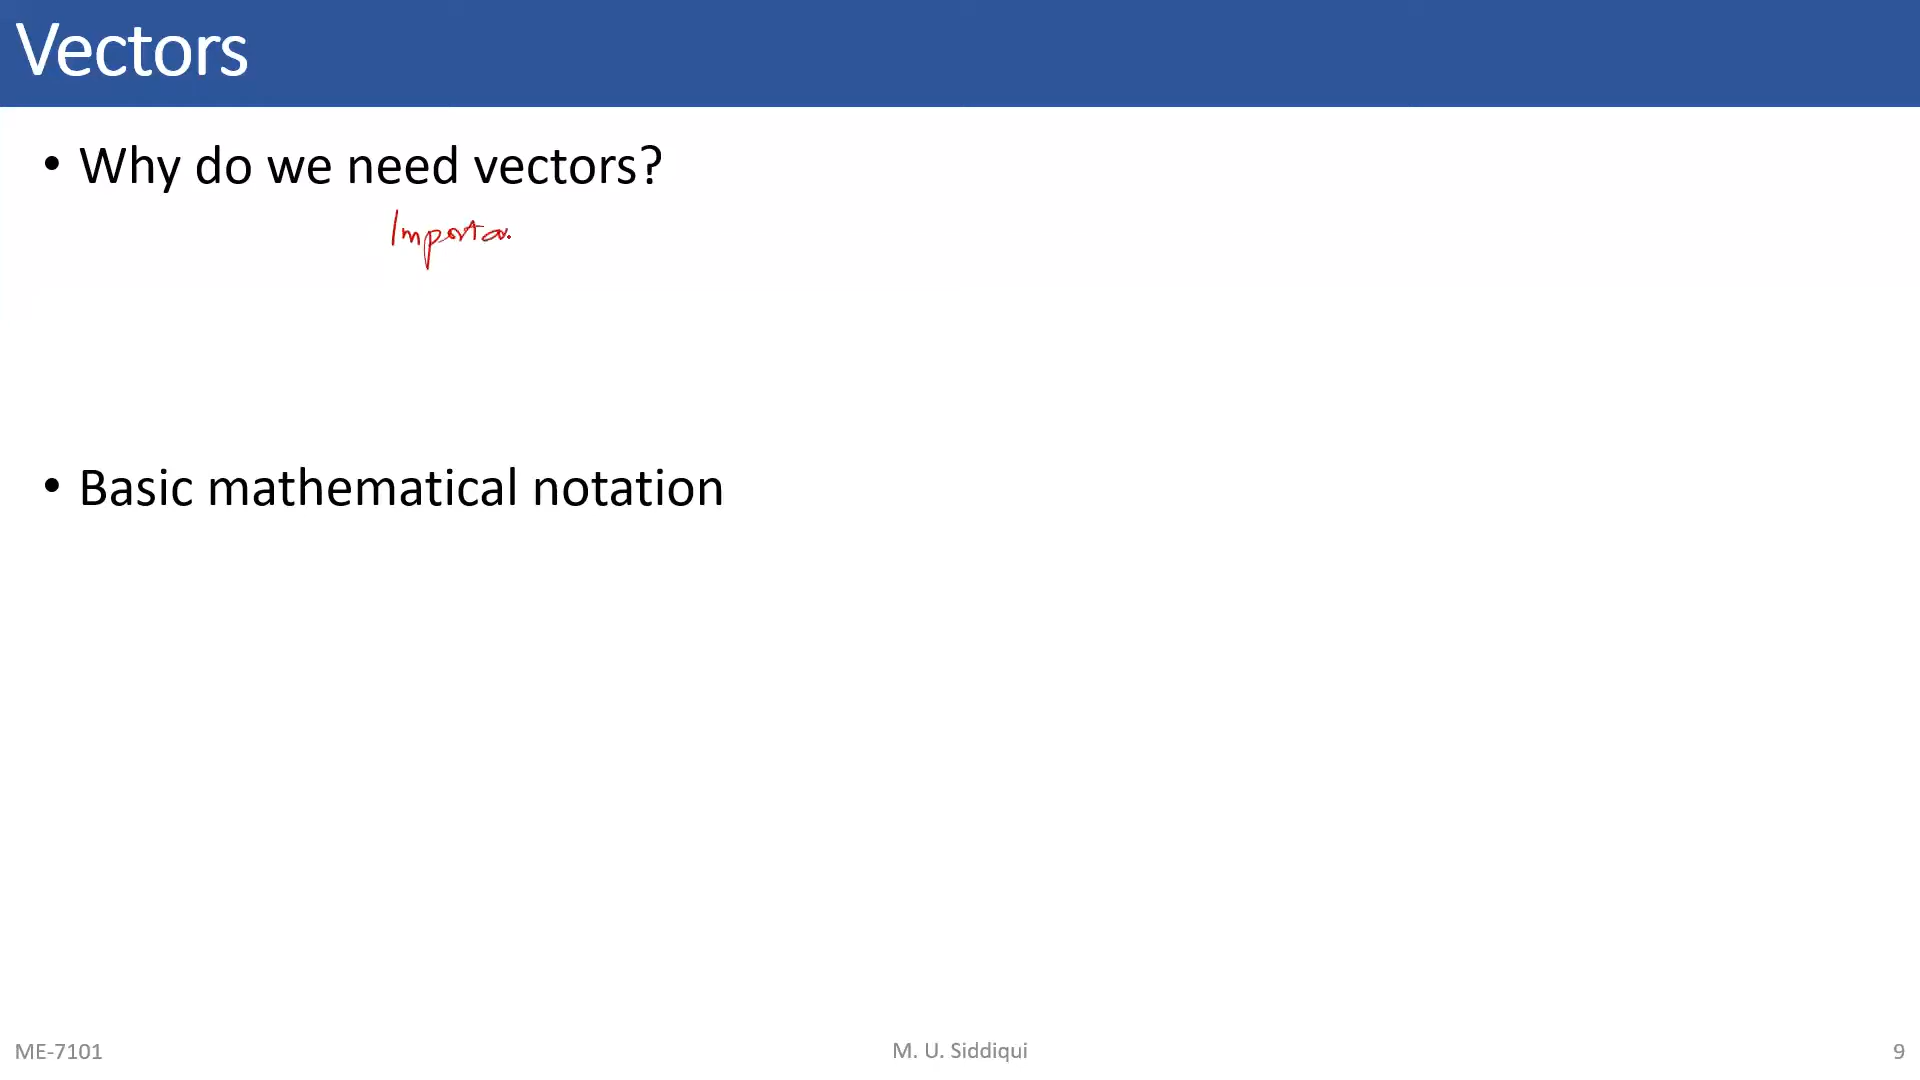 Vectors
• Why do we need vectors?
Importa
• Basic mathematical notation
ME-7101
M. U. Siddiqui
9